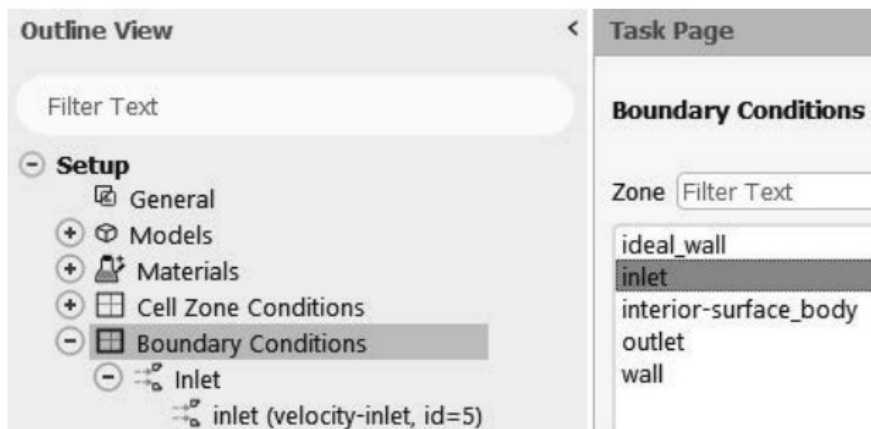 Outline View <
Filter Text
Setup
General
Models
Materials
Cell Zone Conditions
Boundary Conditions
Inlet
inlet (velocity-inlet, id=5)
Task Page
Boundary Conditions
Zone Filter Text
ideal_wall
inlet
interior-surface_body
outlet
wall